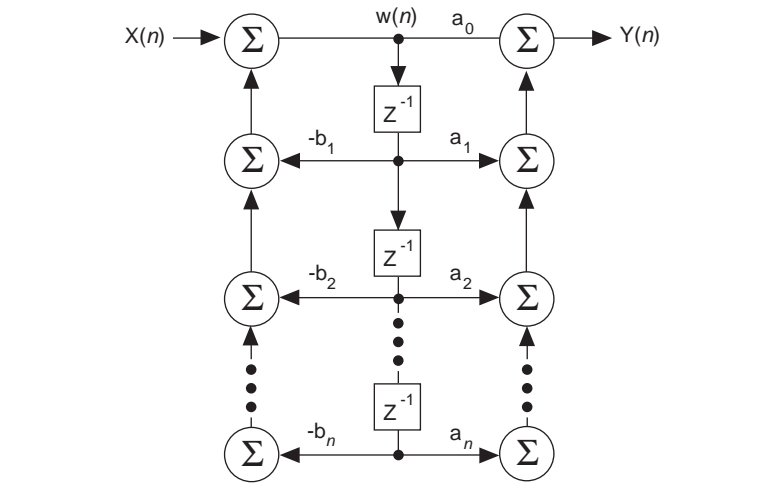 X(n) Σ w(n) a0 Σ Y(n)
Z-1
Σ -b1 a1 Σ
Z-1
Σ -b2 a2 Σ
Z-1
Σ -bn an Σ